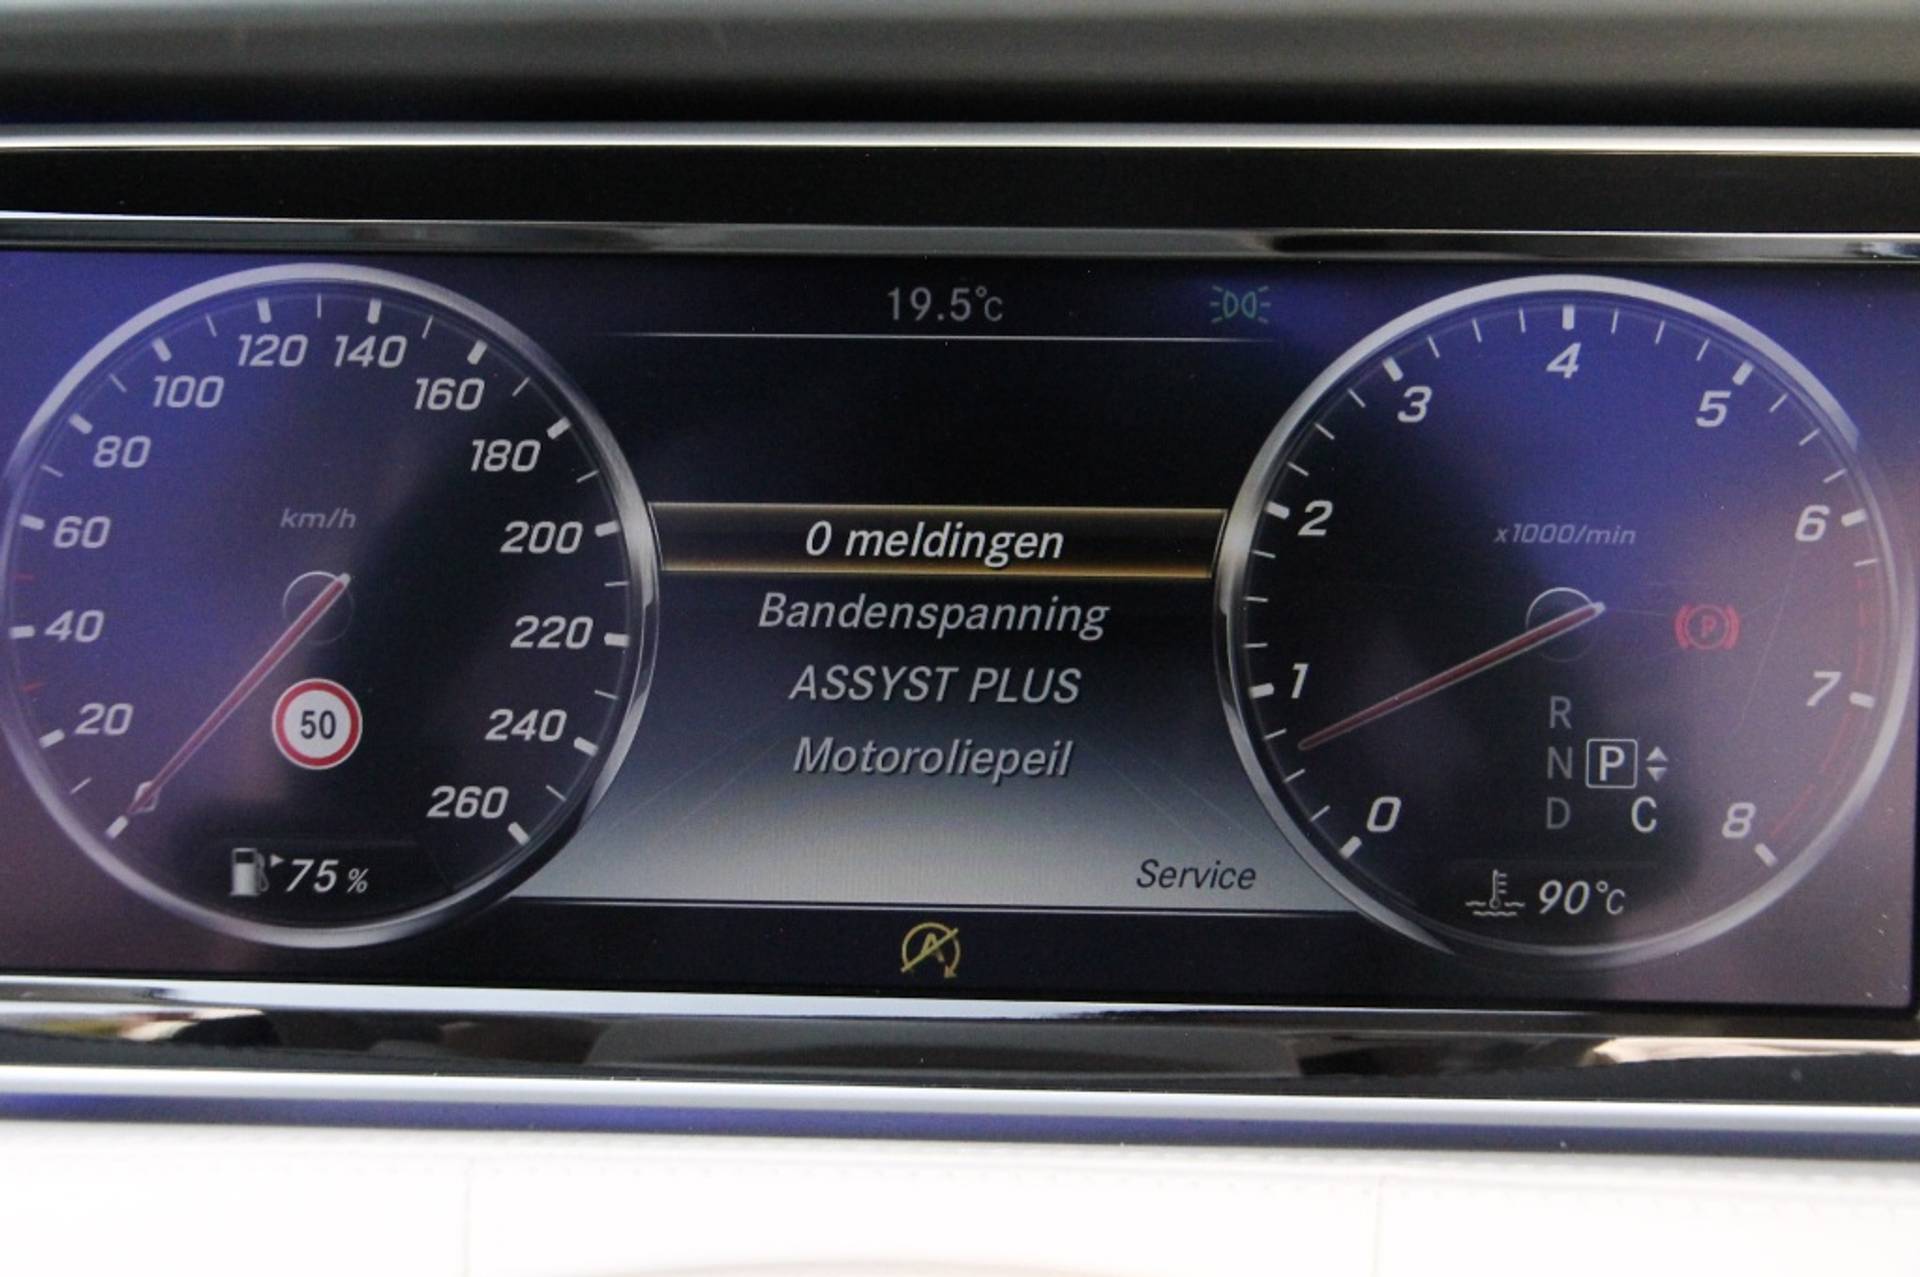 19.5°C
120 140
100
160
80
180
km/h
60
200
40
220
20
240
50
260
75 %
0 meldingen
Bandenspanning
ASSYST PLUS
Motoroliepeil
Service
A
4
3
5
2
6
x1000/min
P
1
7
R
N P
D C
0
8
90°C